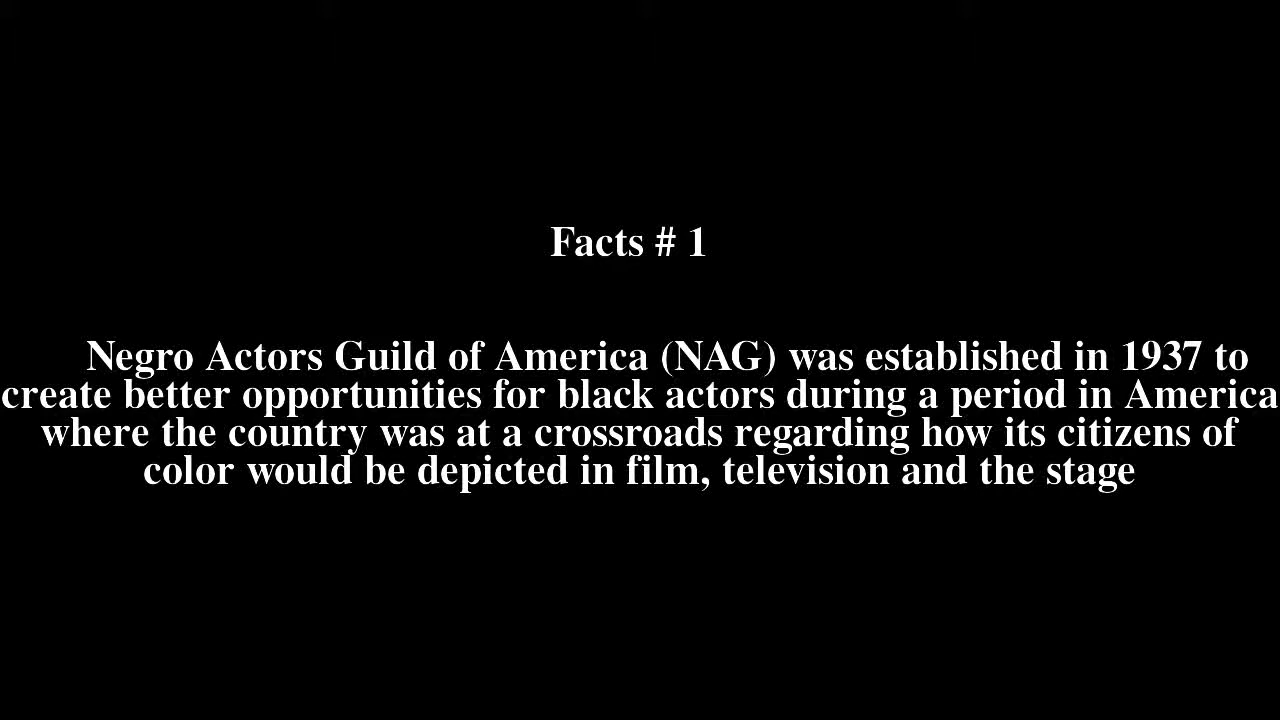 Facts # 1
Negro Actors Guild of America (NAG) was established in 1937 to
create better opportunities for black actors during a period in America
where the country was at a crossroads regarding how its citizens of
color would be depicted in film, television and the stage